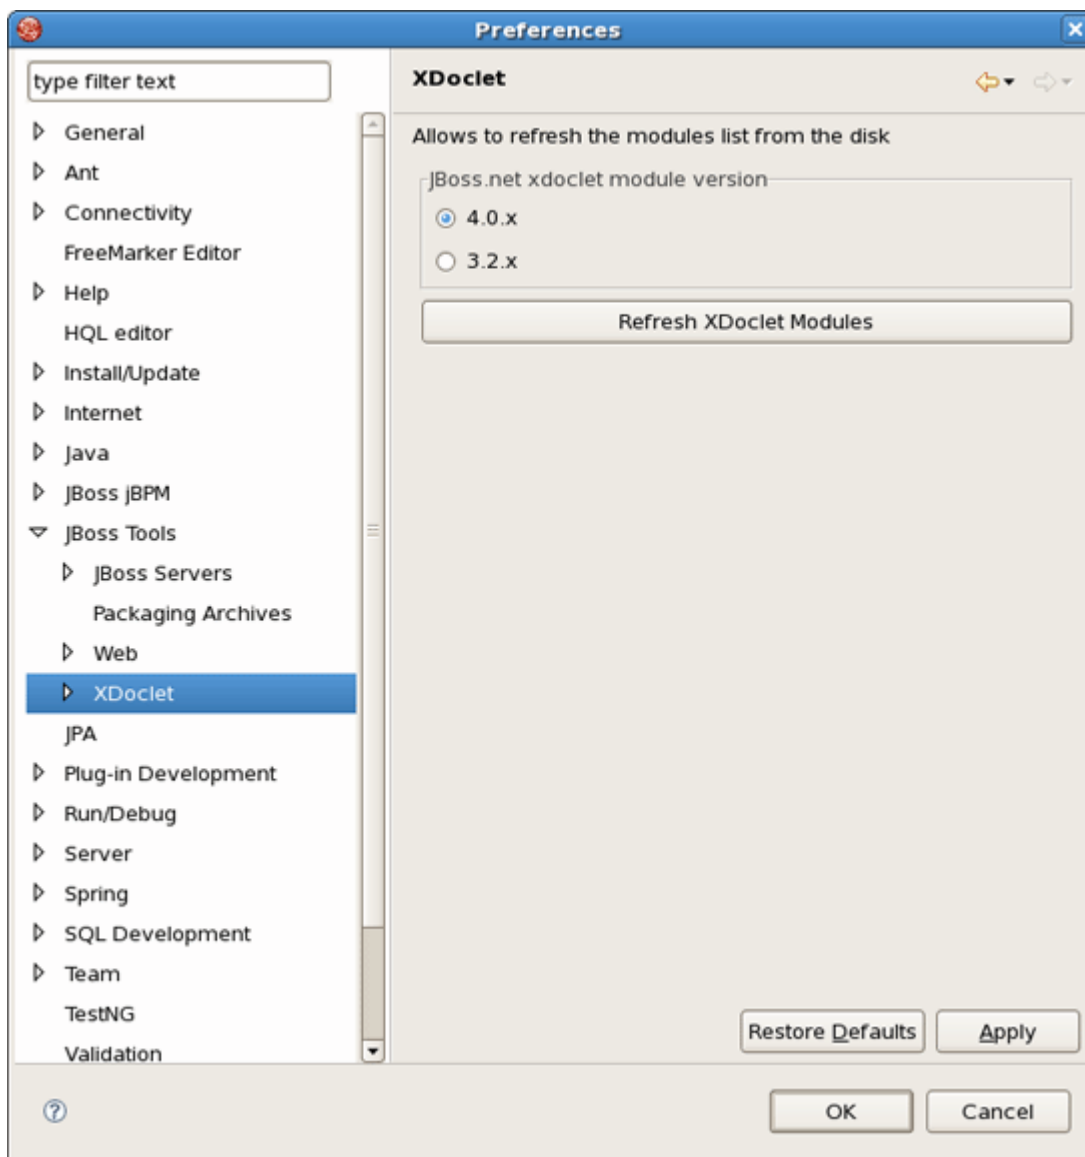 Preferences
type filter text
General
Ant
Connectivity
FreeMarker Editor
Help
HQL editor
Install/Update
Internet
Java
JBoss jBPM
JBoss Tools
JBoss Servers
Packaging Archives
Web
XDoclet
JPA
Plug-in Development
Run/Debug
Server
Spring
SQL Development
Team
TestNG
Validation
XDoclet
Allows to refresh the modules list from the disk
JBoss.net xdoclet module version
4.0.x
3.2.x
Refresh XDoclet Modules
Restore Defaults Apply
OK Cancel